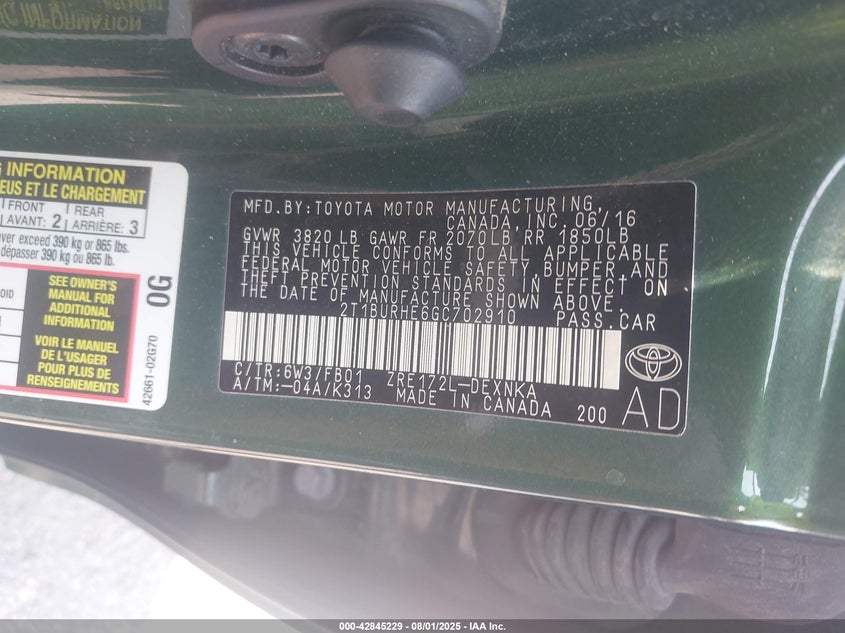 INFORMATION
EUS ET LE CHARGEMENT
FRONT
AVANT: 2
REAR
ARRIÈRE: 3
ver exceed 390 kg or 865 lbs.
dépasser 390 kg ou 865 lb.
SEE OWNER'S
MANUAL FOR
ADDITIONAL
INFORMATION
VOIR LE MANUEL
DE L'USAGER
POUR PLUS DE
RENSEIGNEMENTS
0G
42661-02G70
MFD.BY:TOYOTA MOTOR MANUFACTURING,
CANADA,INC.06/16
GVWR 3820LB GAWR FR 2070LB RR 1850LB
THIS VEHICLE CONFORMS TO ALL APPLICABLE
FEDERAL MOTOR VEHICLE SAFETY,BUMPER,AND
THEFT PREVENTION STANDARDS IN EFFECT ON
THE DATE OF MANUFACTURE SHOWN ABOVE.
2T1BURHE6GC702910 PASS.CAR
C/TR:6W3/FB01 ZRE172L-DEXNKA
A/TM:-04A/K313 MADE IN CANADA 200
AD
000-42845229 - 08/01/2025 - IAA Inc.